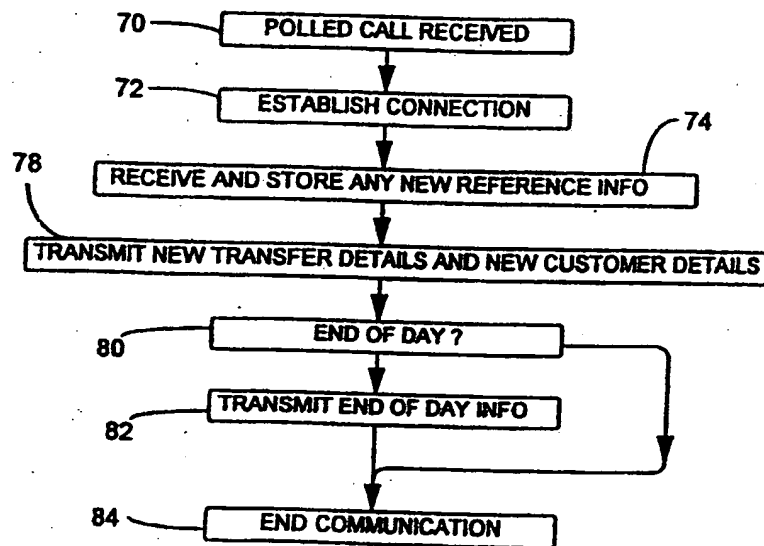 70 POLLED CALL RECEIVED
72 ESTABLISH CONNECTION
74
RECEIVE AND STORE ANY NEW REFERENCE INFO
78
TRANSMIT NEW TRANSFER DETAILS AND NEW CUSTOMER DETAILS
80 END OF DAY ?
82 TRANSMIT END OF DAY INFO
84 END COMMUNICATION